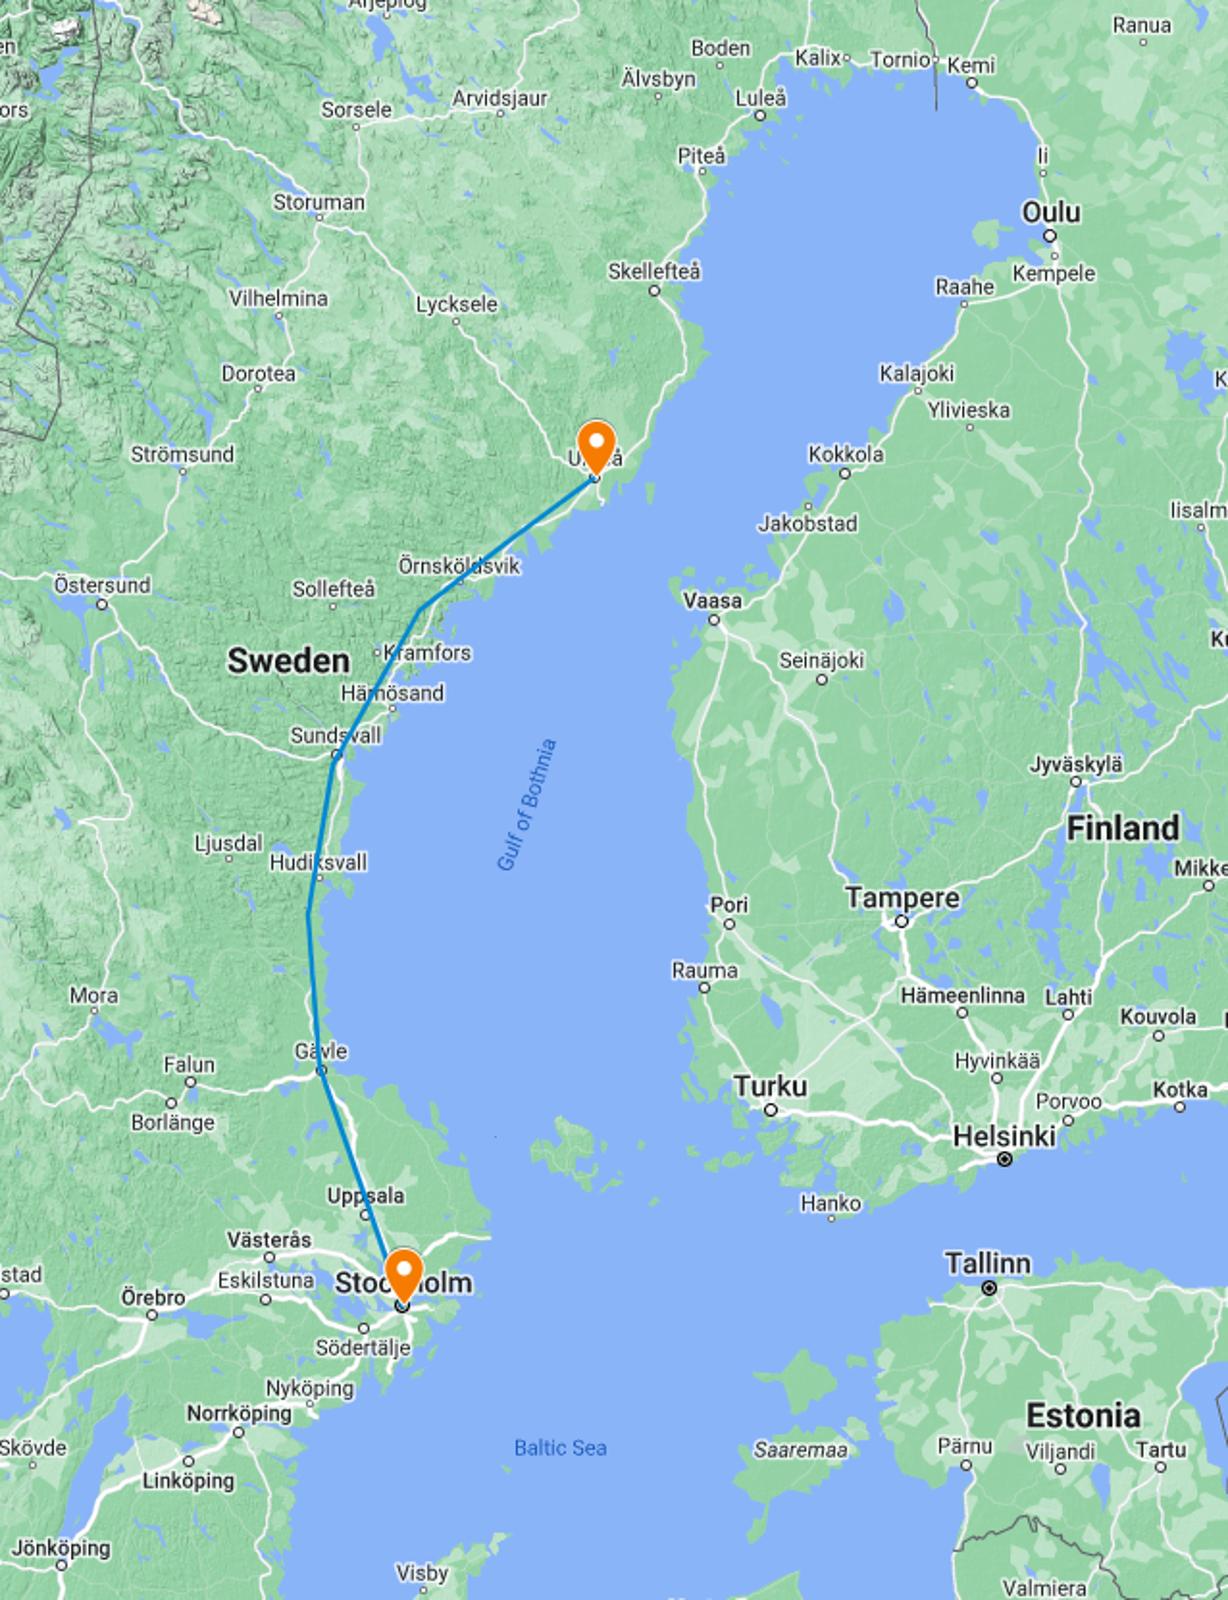 Arjeplog
Ranua
en
Boden
Kalix
Tornio
Kemi
Älvsbyn
Arvidsjaur
Luleå
ors
Sorsele
Piteå
Ii
Storuman
Oulu
Skellefteå
Kempele
Raahe
Vilhelmina
Lycksele
Dorotea
Kalajoki
K
Ylivieska
Strömsund
Kokkola
Jakobstad
Iisalm
Örnsköldsvik
Östersund
Sollefteå
Vaasa
Sweden
Kramfors
Seinäjoki
Härnösand
Sundsvall
Gulf of Bothnia
Jyväskylä
Finland
Ljusdal
Hudiksvall
Mikke
Tampere
Pori
Rauma
Mora
Hämeenlinna
Lahti
Kouvola
Gävle
Falun
Hyvinkää
Turku
Kotka
Porvoo
Borlänge
Helsinki
Uppsala
Hanko
Västerås
Tallinn
stad
Eskilstuna
Örebro
Södertälje
Nyköping
Norrköping
Estonia
Skövde
Baltic Sea
Saaremaa
Pärnu
Viljandi
Tartu
Linköping
Jönköping
Visby
Valmiera